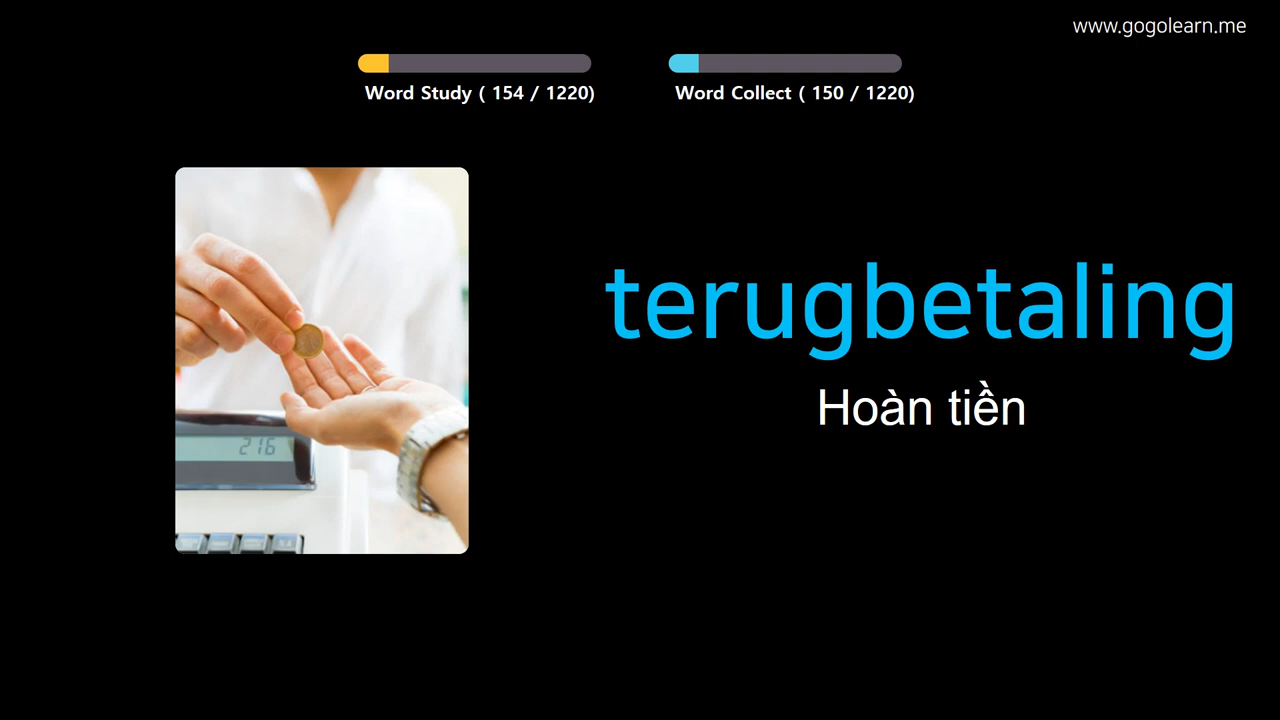 www.gogolearn.me
Word Study ( 154 / 1220)
Word Collect ( 150 / 1220)
216
terugbetaling
Hoàn tiền